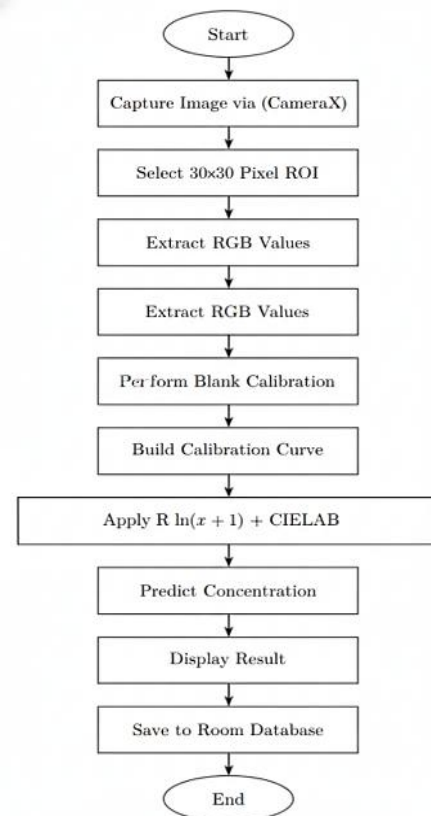 Start
Capture Image via (CameraX)
Select 30×30 Pixel ROI
Extract RGB Values
Extract RGB Values
Perform Blank Calibration
Build Calibration Curve
Apply R ln(x + 1) + CIELAB
Predict Concentration
Display Result
Save to Room Database
End